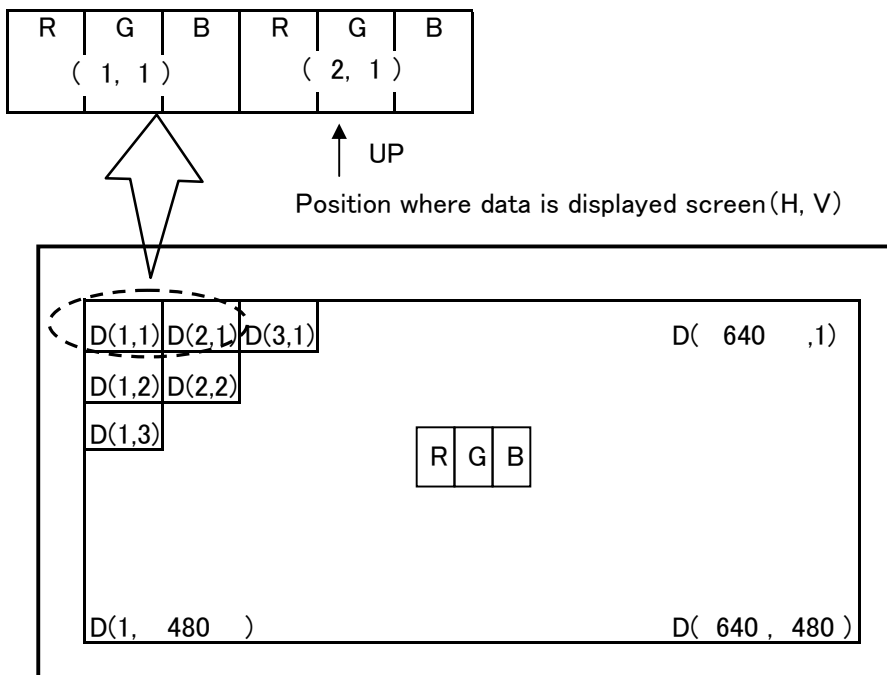 R G B R G B
( 1, 1 ) ( 2, 1 )
UP
Position where data is displayed screen(H, V)
D(1,1) D(2,1) D(3,1) D( 640 ,1)
D(1,2) D(2,2)
D(1,3)
R G B
D(1, 480 ) D( 640 , 480 )